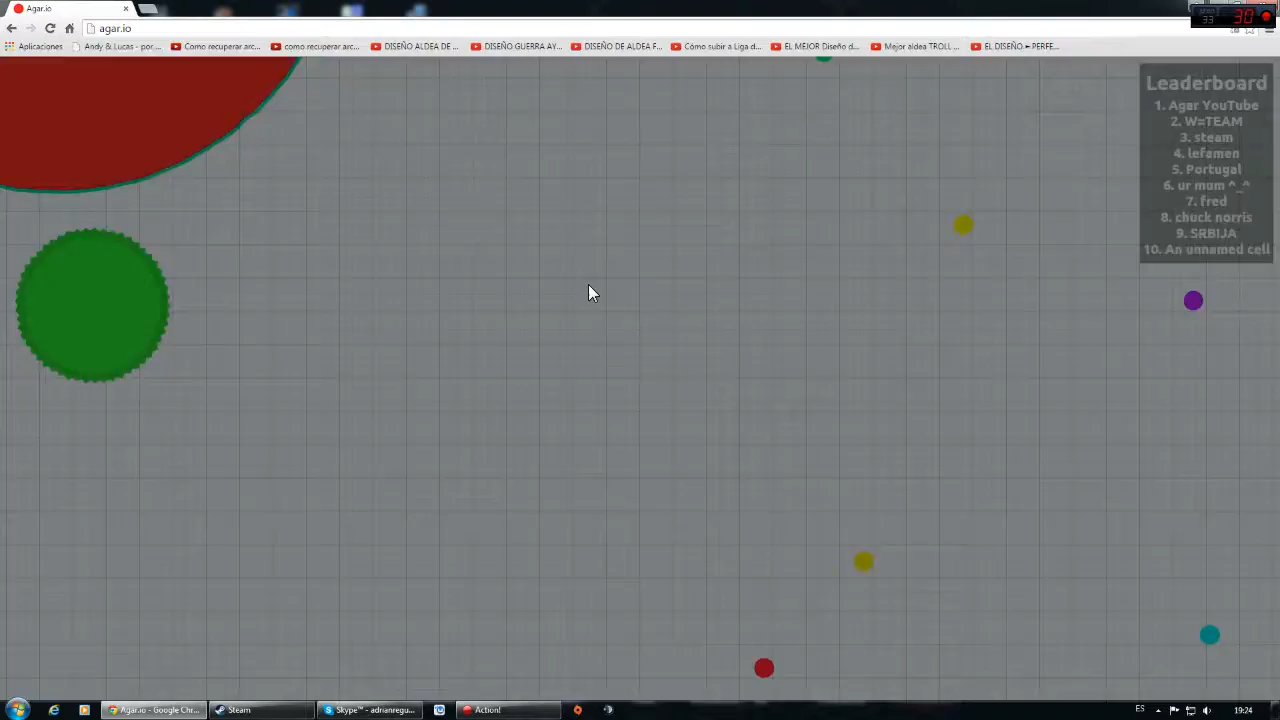 Agar.io
30
33
agar.io
Aplicaciones
Andy & Lucas - por...
Como recuperar arc...
como recuperar arc...
DISEÑO ALDEA E...
DISEÑO GUERRA AY...
DISEÑO DE ALDEA F...
Cómo subir a Liga d...
EL MEJOR Diseño d...
Mejor aldea TROLL ...
EL DISEÑO ► PERFE...
Leaderboard
1. Agar YouTube
2. W=TEAM
3. steam
4. lefamen
5. Portugal
6. ur mum ^_^
7. fred
8. chuck norris
9. SRBIJA
10. An unnamed cell
Agar.io - Google Chr...
Steam
Skype™ - adrianregu...
Action!
ES
19:24